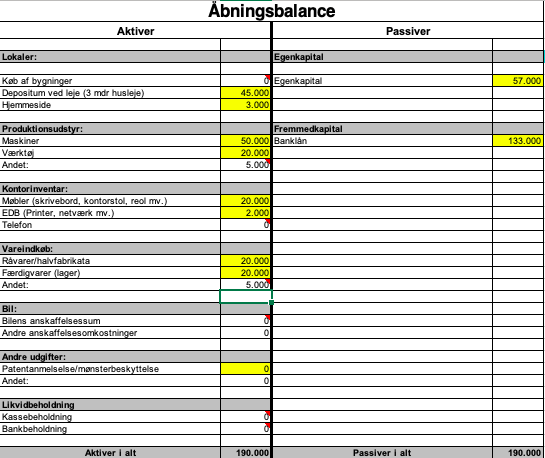 Åbningsbalance
Aktiver Passiver
Lokaler: Egenkapital
Køb af bygninger 0 Egenkapital 57.000
Depositum ved leje (3 mdr husleje) 45.000
Hjemmeside 3.000
Produktionsudstyr: Fremmedkapital
Maskiner 50.000 Banklån 133.000
Værktøj 20.000
Andet: 5.000
Kontorinventar:
Møbler (skrivebord, kontorstol, reol mv.) 20.000
EDB (Printer, netværk mv.) 2.000
Telefon 0
Vareindkøb:
Råvarer/halvfabrikata 20.000
Færdigvarer (lager) 20.000
Andet: 5.000
Bil:
Bilens anskaffelsessum 0
Andre anskaffelsesomkostninger 0
Andre udgifter:
Patentanmelselse/mønsterbeskyttelse 0
Andet: 0
Likvidbeholdning
Kassebeholdning 0
Bankbeholdning 0
Aktiver i alt 190.000 Passiver i alt 190.000